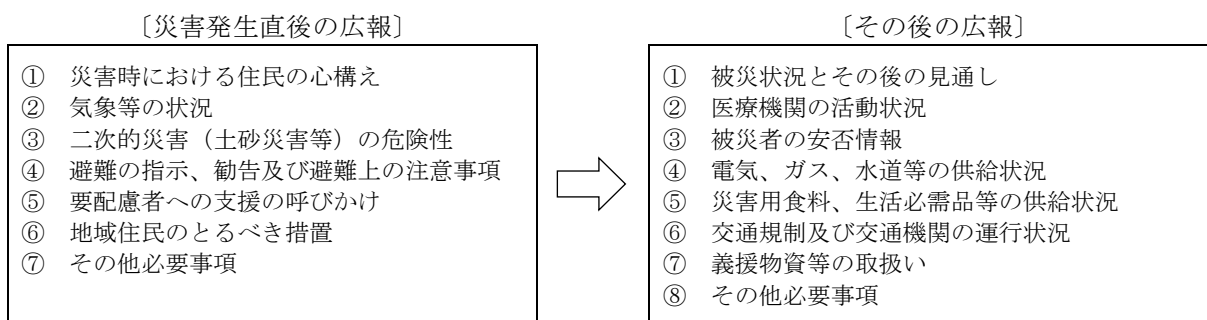 〔災害発生直後の広報〕
① 災害時における住民の心構え
② 気象等の状況
③ 二次的災害（土砂災害等）の危険性
④ 避難の指示、勧告及び避難上の注意事項
⑤ 要配慮者への支援の呼びかけ
⑥ 地域住民のとるべき措置
⑦ その他必要事項
〔その後の広報〕
① 被災状況とその後の見通し
② 医療機関の活動状況
③ 被災者の安否情報
④ 電気、ガス、水道等の供給状況
⑤ 災害用食料、生活必需品等の供給状況
⑥ 交通規制及び交通機関の運行状況
⑦ 義援物資等の取扱い
⑧ その他必要事項